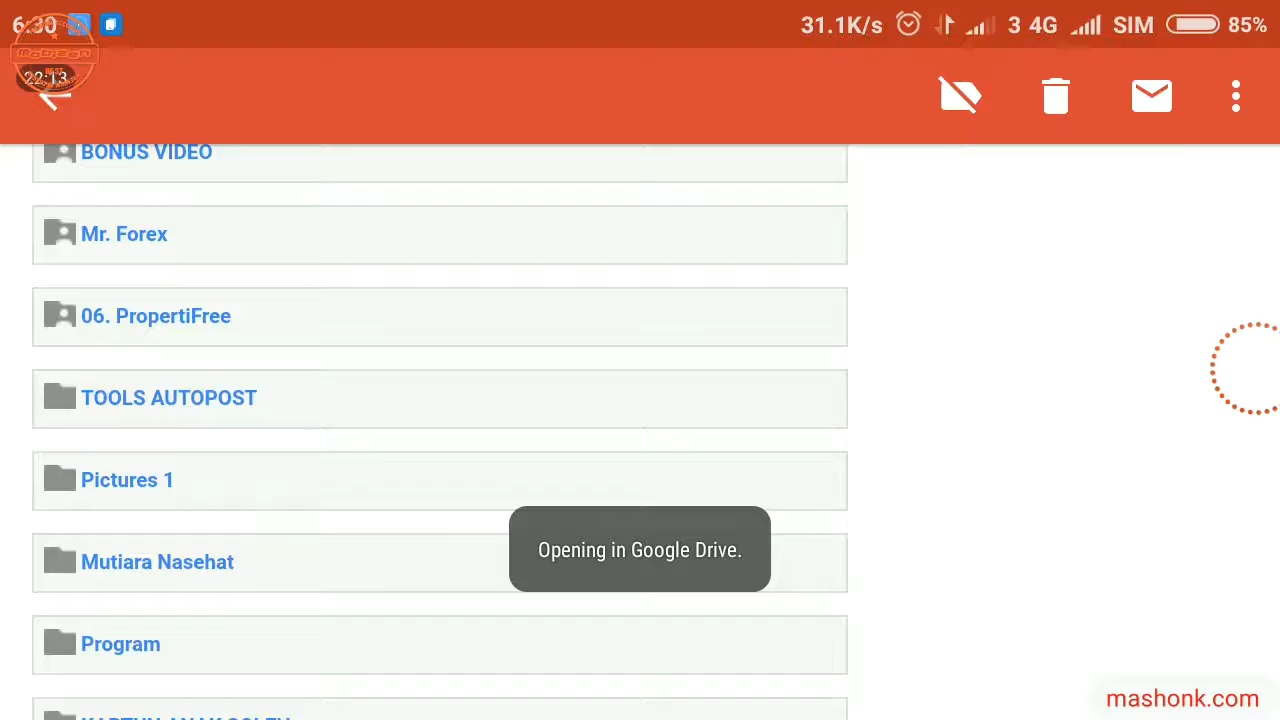 6:30 31.1K/s 3 4G SIM 85%
Mobizen
22:13
BONUS VIDEO
Mr. Forex
06. PropertiFree
TOOLS AUTOPOST
Pictures 1
Opening in Google Drive.
Mutiara Nasehat
Program
mashonk.com